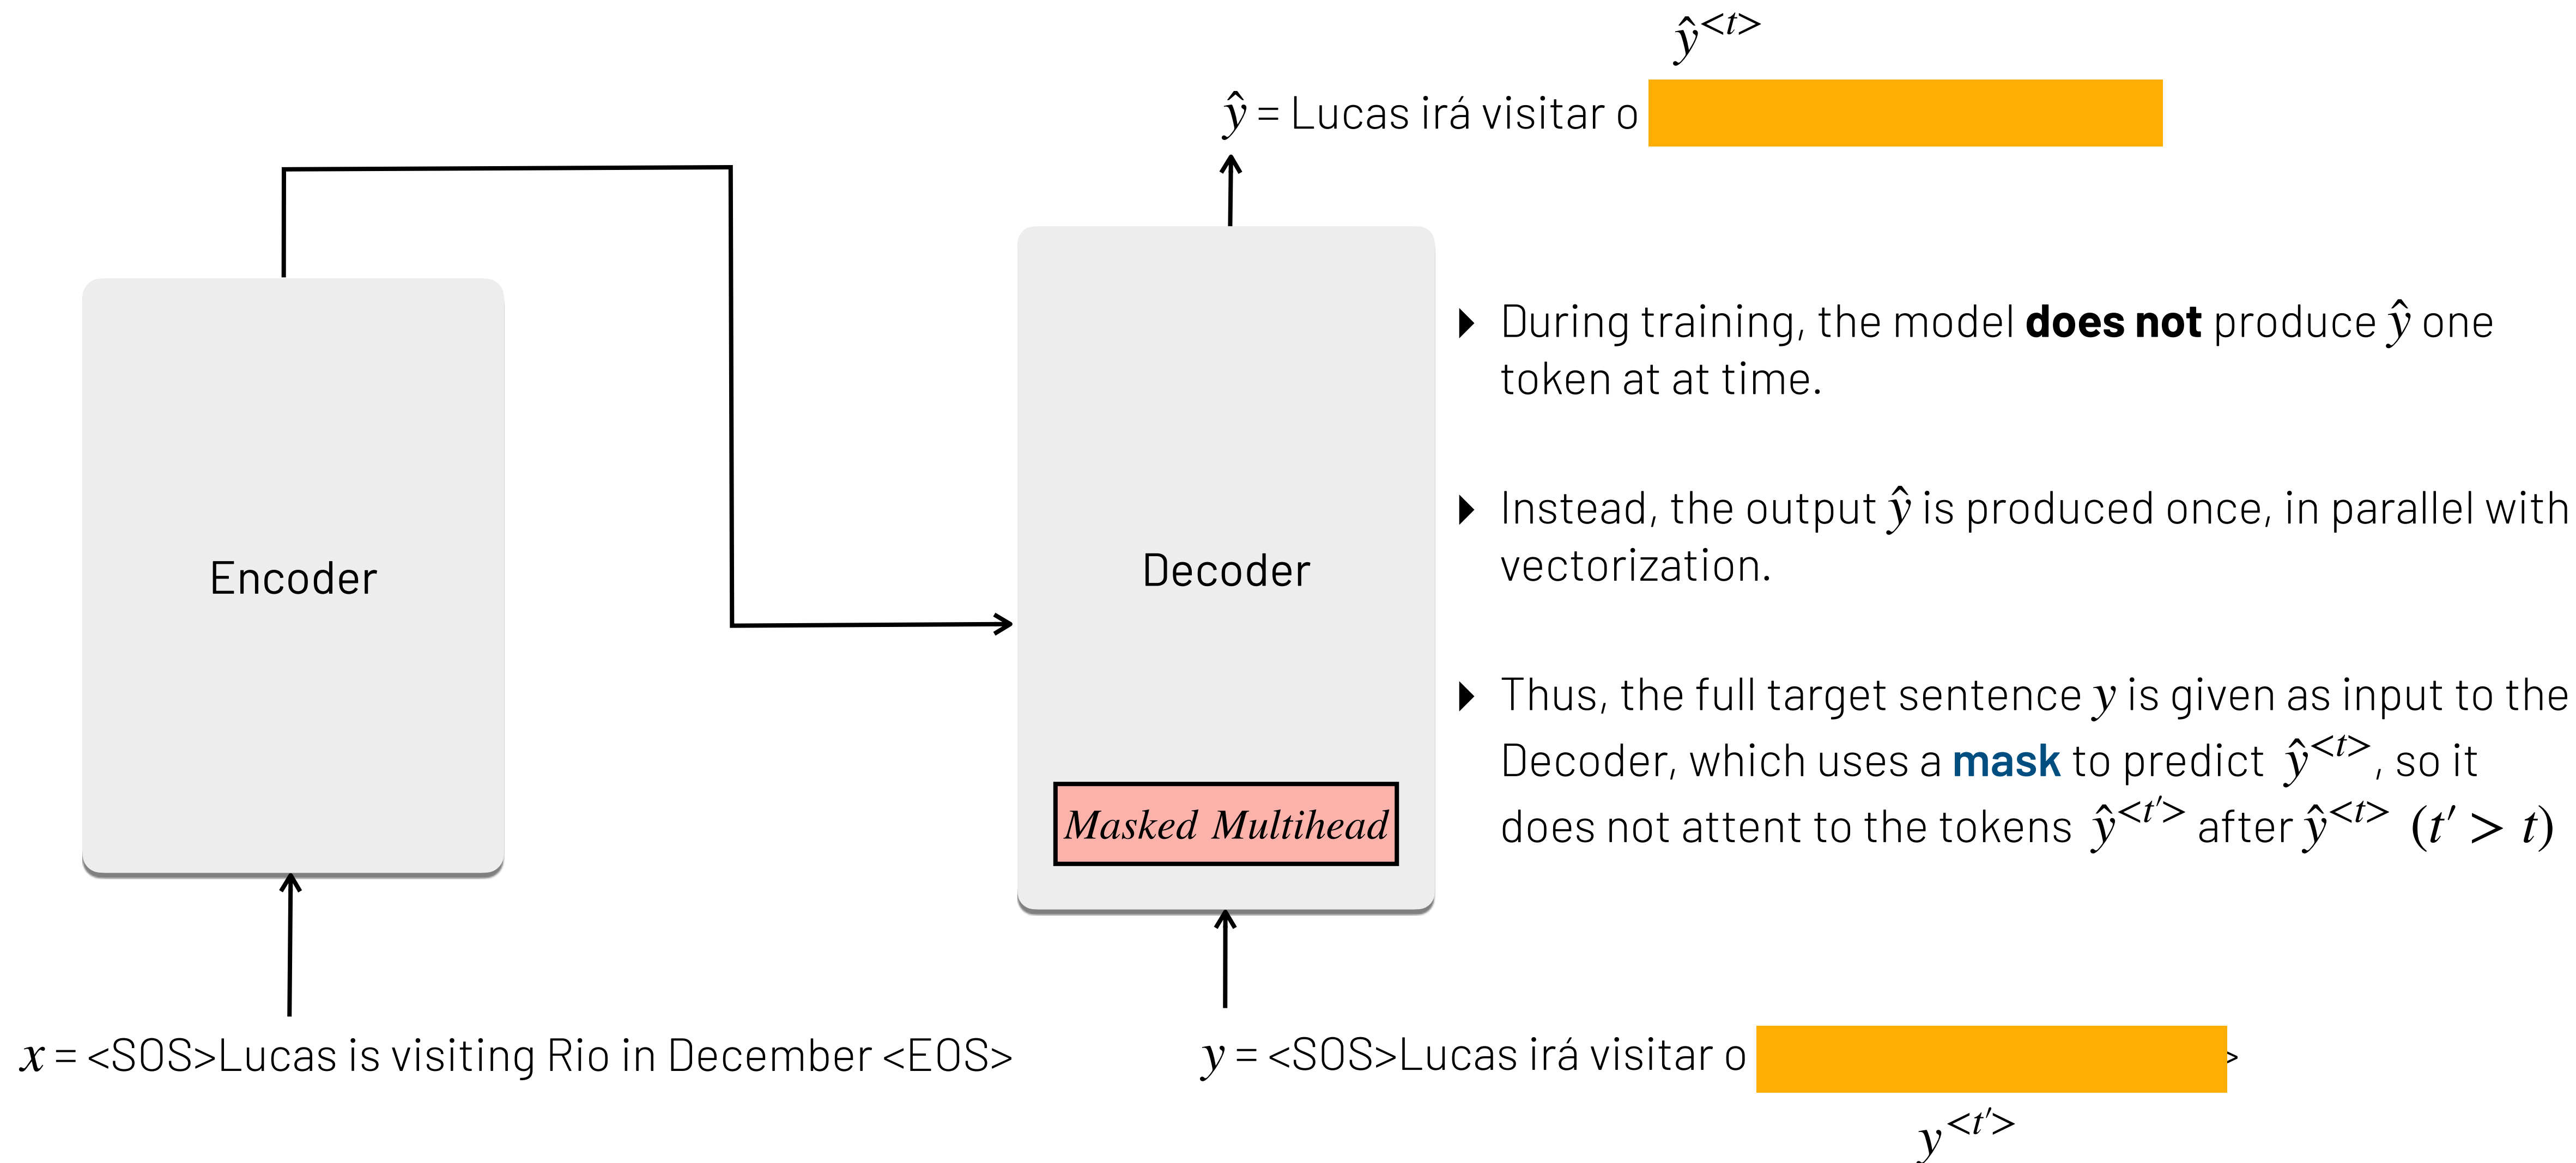 ŷ^<t>
ŷ = Lucas irá visitar o
During training, the model does not produce ŷ one
token at at time.
Instead, the output ŷ is produced once, in parallel with
vectorization.
Encoder
Decoder
Thus, the full target sentence y is given as input to the
Decoder, which uses a mask to predict ŷ^<t>, so it
does not attent to the tokens ŷ^<t′> after ŷ^<t> (t′ > t)
Masked Multihead
x = <SOS>Lucas is visiting Rio in December <EOS>
y = <SOS>Lucas irá visitar o >
y^<t′>